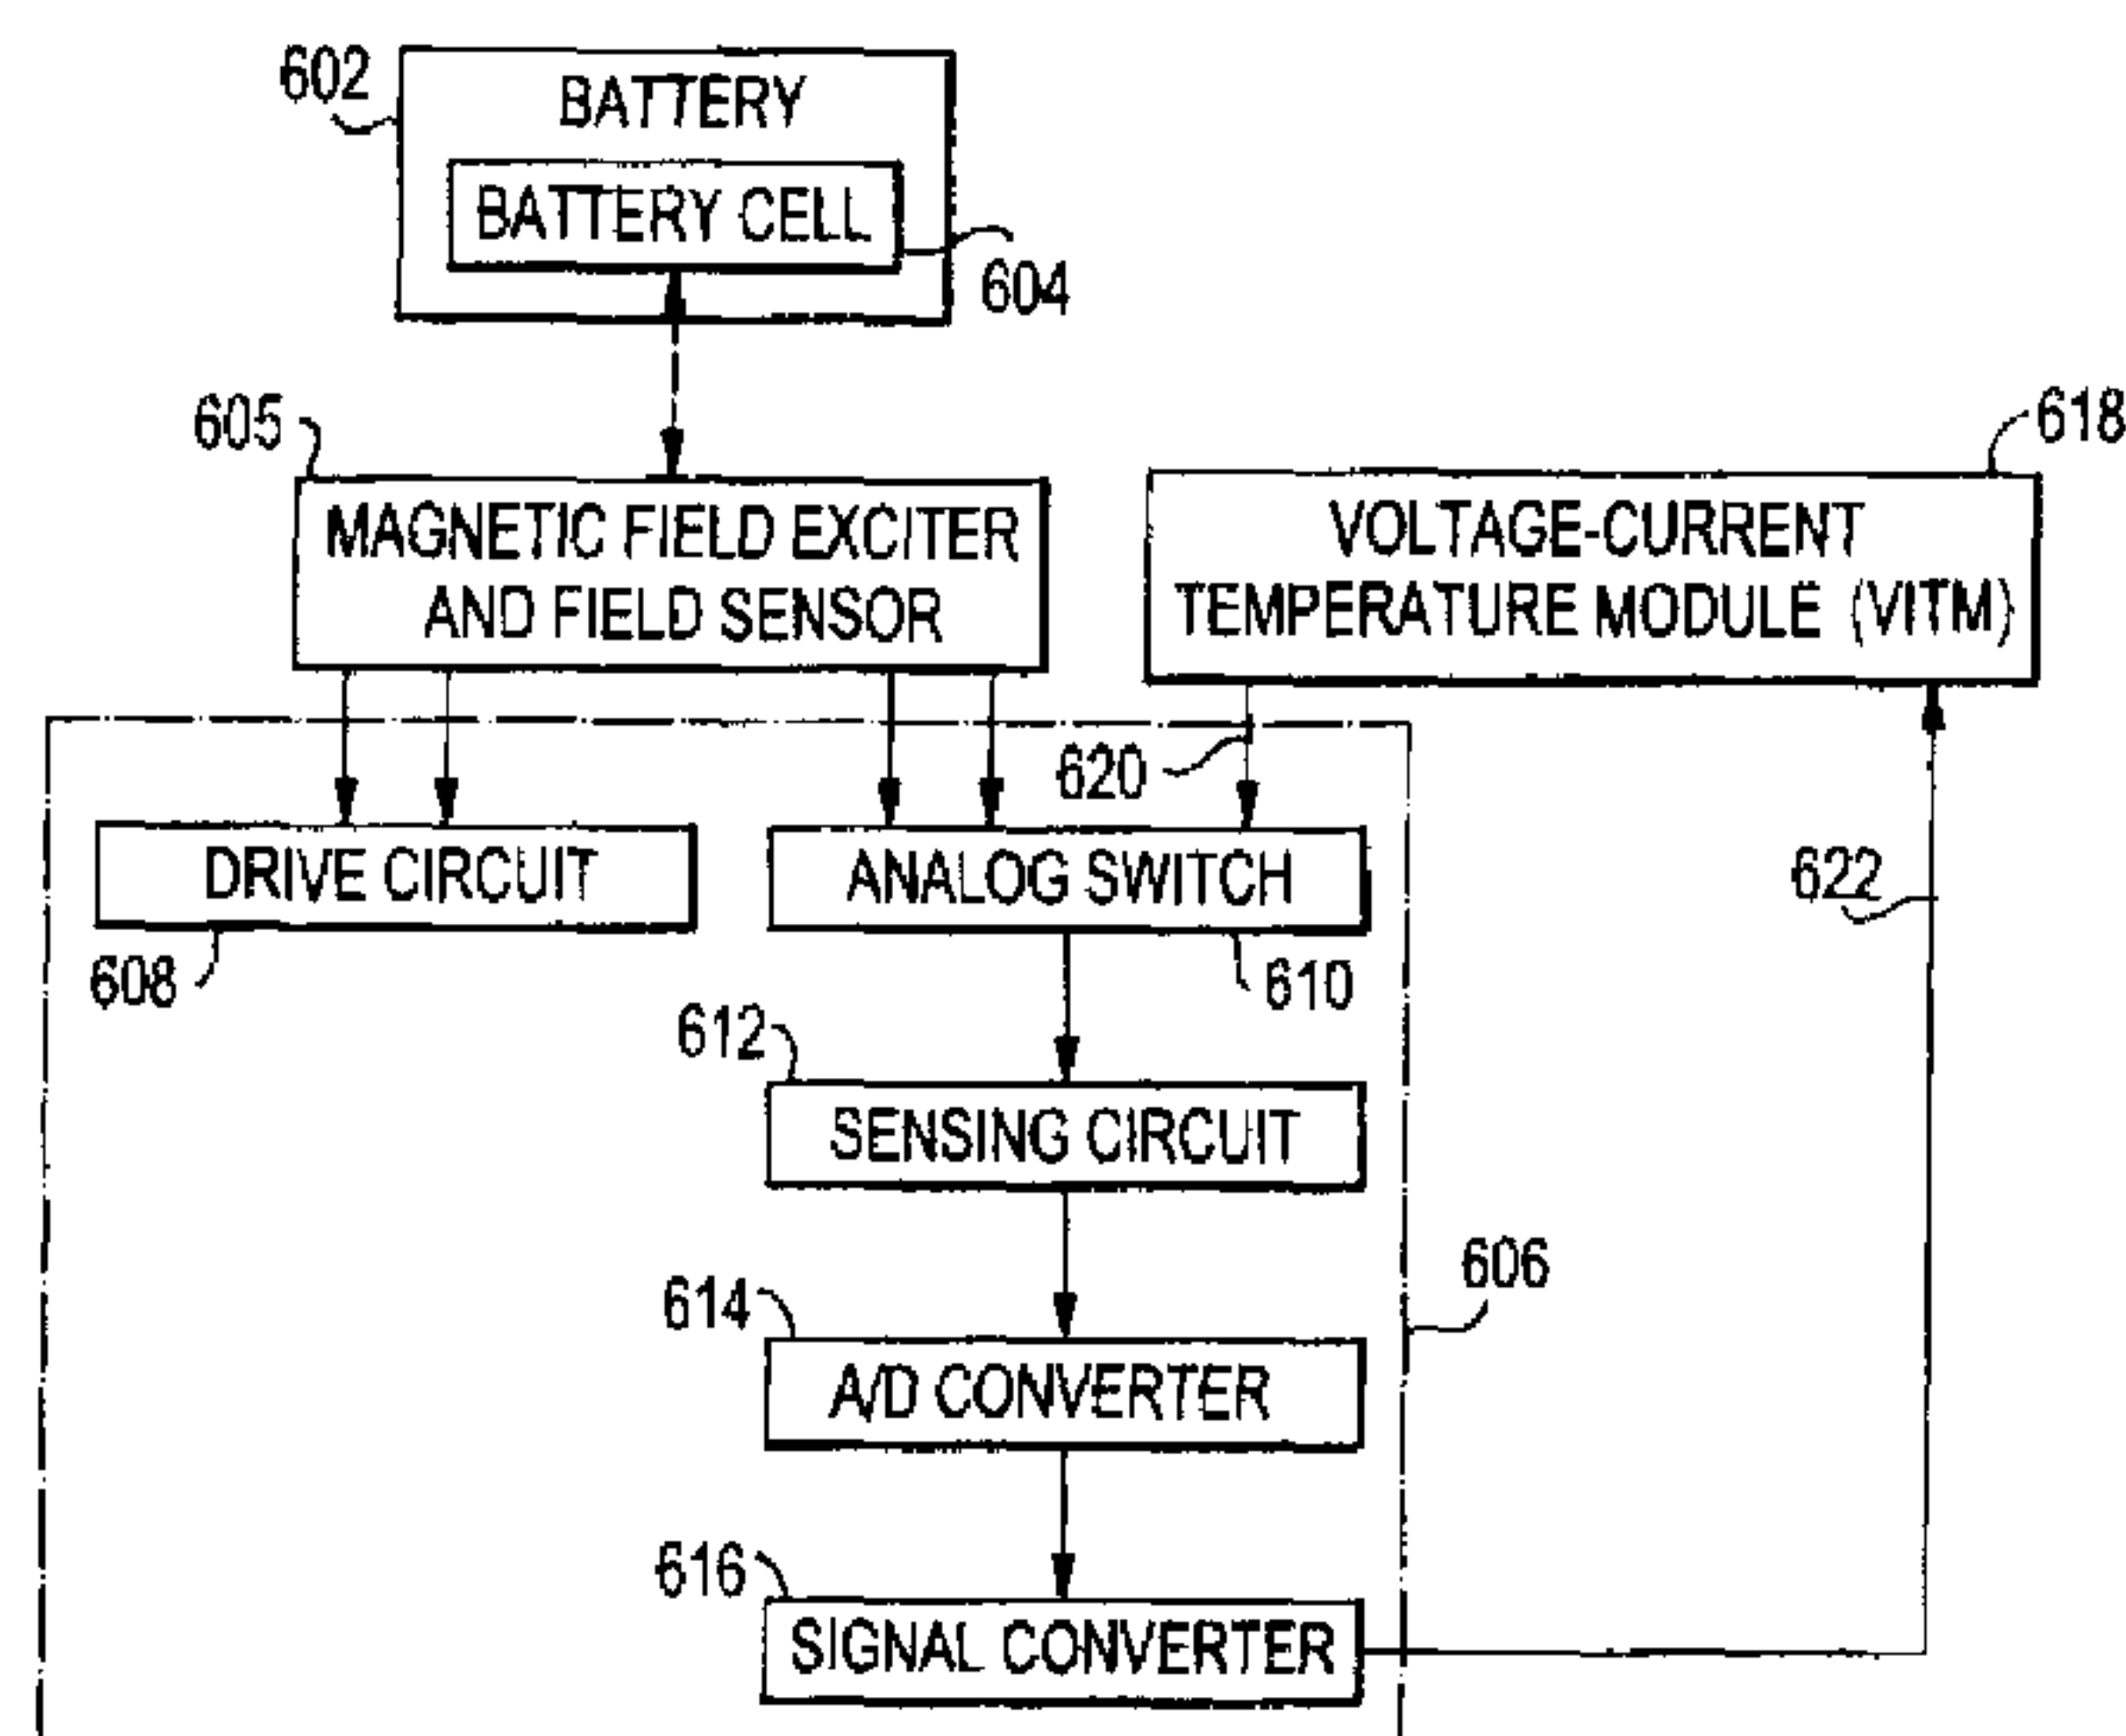 602
BATTERY
BATTERY CELL
604
605
MAGNETIC FIELD EXCITER
AND FIELD SENSOR
618
VOLTAGE-CURRENT
TEMPERATURE MODULE (VITM)
620
622
DRIVE CIRCUIT
608
ANALOG SWITCH
610
612
SENSING CIRCUIT
606
614
A/D CONVERTER
616
SIGNAL CONVERTER